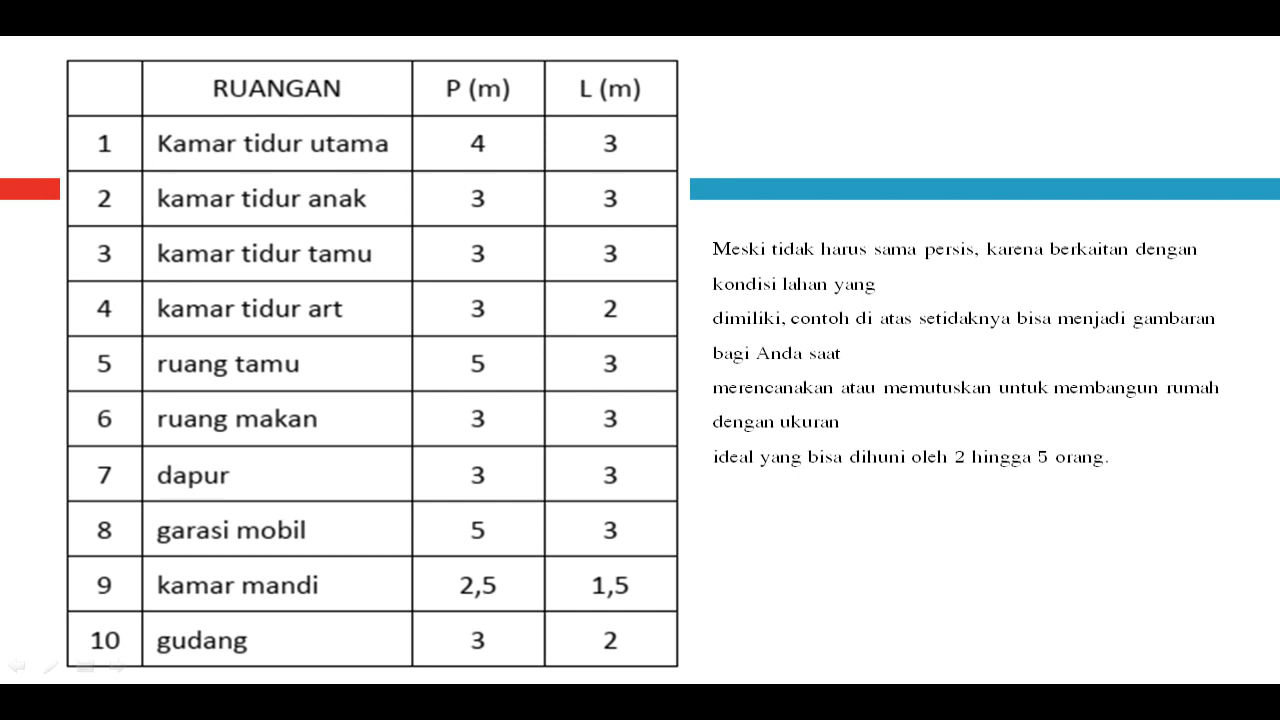 RUANGAN P (m) L (m)
1 Kamar tidur utama 4 3
2 kamar tidur anak 3 3
3 kamar tidur tamu 3 3
4 kamar tidur art 3 2
5 ruang tamu 5 3
6 ruang makan 3 3
7 dapur 3 3
8 garasi mobil 5 3
9 kamar mandi 2,5 1,5
10 gudang 3 2
Meski tidak harus sama persis, karena berkaitan dengan
kondisi lahan yang
dimiliki, contoh di atas setidaknya bisa menjadi gambaran
bagi Anda saat
merencanakan atau memutuskan untuk membangun rumah
dengan ukuran
ideal yang bisa dihuni oleh 2 hingga 5 orang.